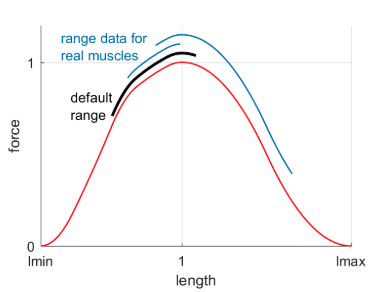 range data for
real muscles
1
default
range
force
0
lmin
1
lmax
length